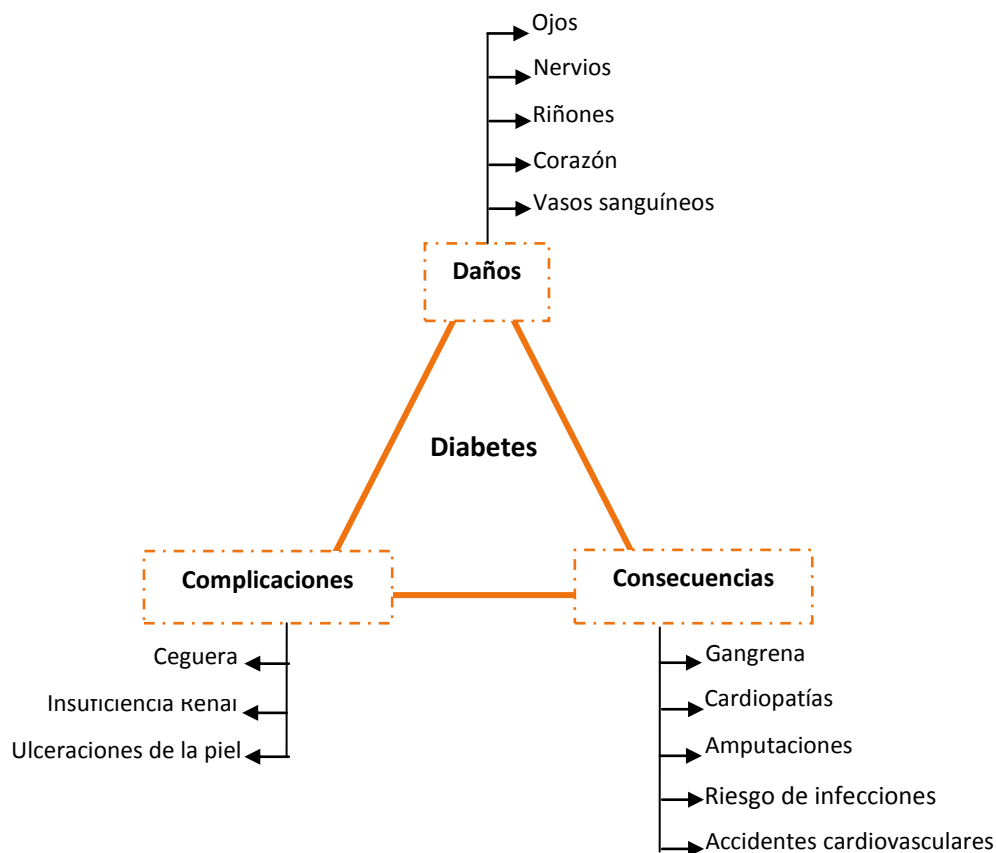 Ojos
Nervios
Riñones
Corazón
Vasos sanguíneos
Daños
Diabetes
Complicaciones
Consecuencias
Ceguera
Insuficiencia Renal
Ulceraciones de la piel
Gangrena
Cardiopatías
Amputaciones
Riesgo de infecciones
Accidentes cardiovasculares